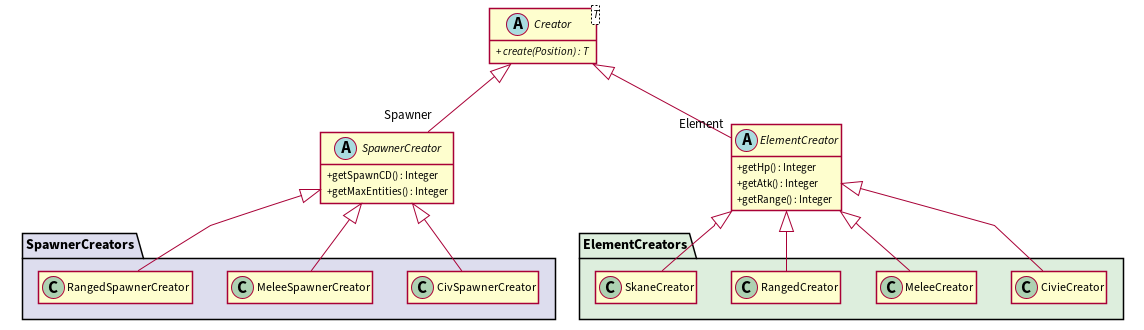 A Creator T
+ create(Position) : T
Spawner
Element
A SpawnerCreator
+getSpawnCD() : Integer
+getMaxEntities() : Integer
A ElementCreator
+getHp() : Integer
+getAtk() : Integer
+getRange() : Integer
SpawnerCreators
C RangedSpawnerCreator
C MeleeSpawnerCreator
C CivSpawnerCreator
ElementCreators
C SkaneCreator
C RangedCreator
C MeleeCreator
C CivieCreator